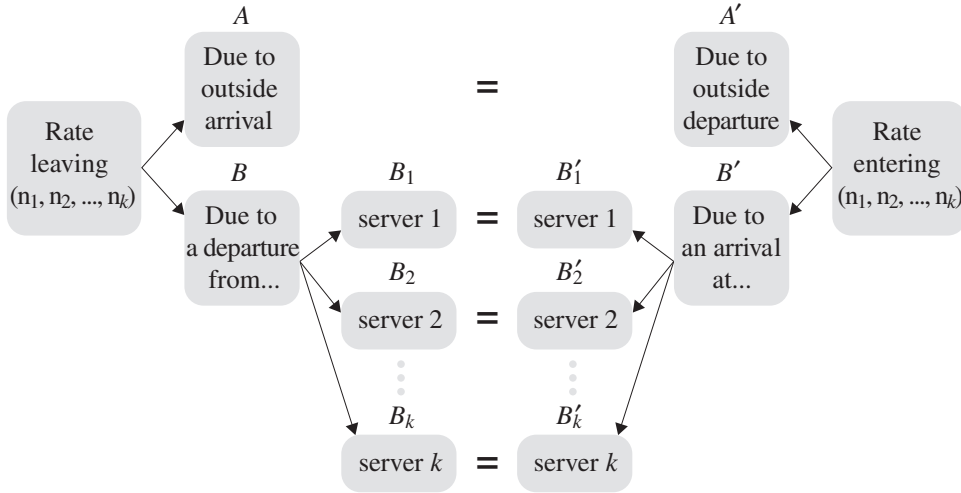 A
A′
Due to
outside
arrival
=
Due to
outside
departure
Rate
leaving
(n₁, n₂, ..., nₖ)
Rate
entering
(n₁, n₂, ..., nₖ)
B
B₁
B′₁
B′
Due to
a departure
from...
server 1
=
server 1
Due to
an arrival
at...
B₂
B′₂
server 2
=
server 2
Bₖ
B′ₖ
server k
=
server k